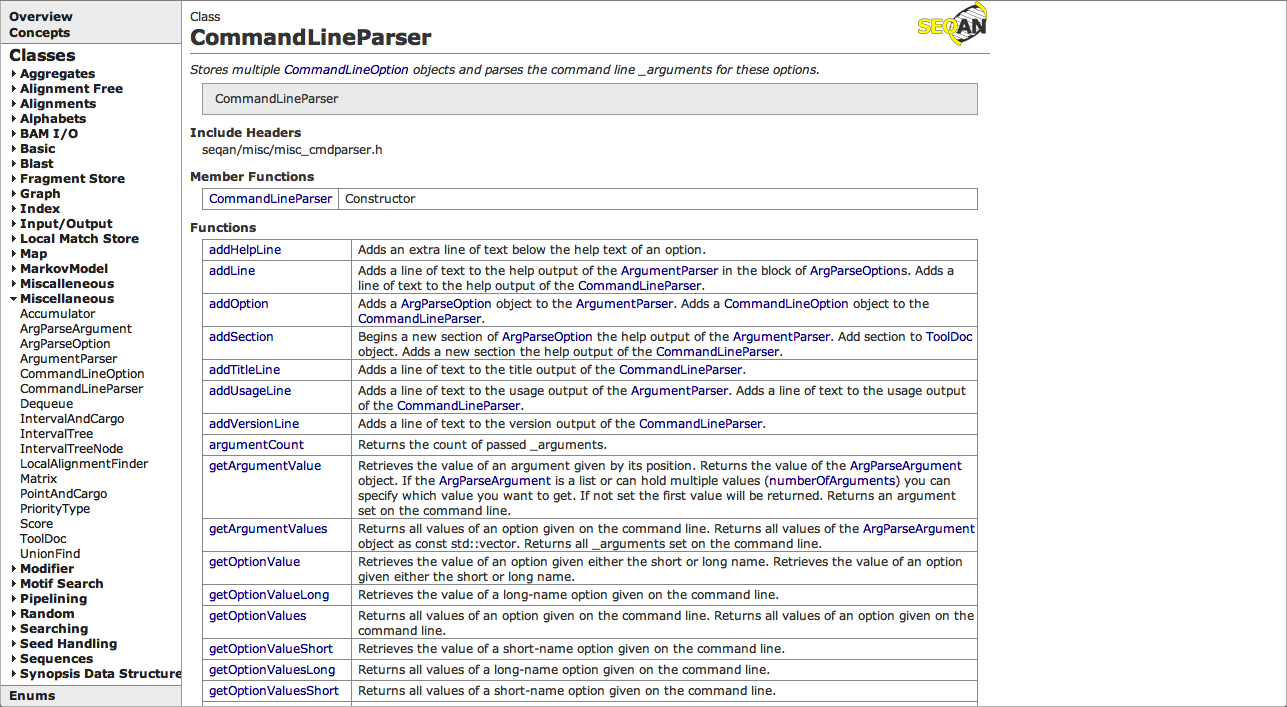 Overview
Concepts
Classes
Aggregates
Alignment Free
Alignments
Alphabets
BAM I/O
Basic
Blast
Fragment Store
Graph
Index
Input/Output
Local Match Store
Map
MarkovModel
Miscalleneous
Miscellaneous
Accumulator
ArgParseArgument
ArgParseOption
ArgumentParser
CommandLineOption
CommandLineParser
Dequeue
IntervalAndCargo
IntervalTree
IntervalTreeNode
LocalAlignmentFinder
Matrix
PointAndCargo
PriorityType
Score
ToolDoc
UnionFind
Modifier
Motif Search
Pipelining
Random
Searching
Seed Handling
Sequences
Synopsis Data Structure
Enums
Class
CommandLineParser
SEQAN
Stores multiple CommandLineOption objects and parses the command line _arguments for these options.
CommandLineParser
Include Headers
seqan/misc/misc_cmdparser.h
Member Functions
CommandLineParser Constructor
Functions
addHelpLine Adds an extra line of text below the help text of an option.
addLine Adds a line of text to the help output of the ArgumentParser in the block of ArgParseOptions. Adds a
line of text to the help output of the CommandLineParser.
addOption Adds a ArgParseOption object to the ArgumentParser. Adds a CommandLineOption object to the
CommandLineParser.
addSection Begins a new section of ArgParseOption the help output of the ArgumentParser. Add section to ToolDoc
object. Adds a new section the help output of the CommandLineParser.
addTitleLine Adds a line of text to the title output of the CommandLineParser.
addUsageLine Adds a line of text to the usage output of the ArgumentParser. Adds a line of text to the usage output
of the CommandLineParser.
addVersionLine Adds a line of text to the version output of the CommandLineParser.
argumentCount Returns the count of passed _arguments.
getArgumentValue Retrieves the value of an argument given by its position. Returns the value of the ArgParseArgument
object. If the ArgParseArgument is a list or can hold multiple values (numberOfArguments) you can
specify which value you want to get. If not set the first value will be returned. Returns an argument
set on the command line.
getArgumentValues Returns all values of an option given on the command line. Returns all values of the ArgParseArgument
object as const std::vector. Returns all _arguments set on the command line.
getOptionValue Retrieves the value of an option given either the short or long name. Retrieves the value of an option
given either the short or long name.
getOptionValueLong Retrieves the value of a long-name option given on the command line.
getOptionValues Returns all values of an option given on the command line. Returns all values of an option given on the
command line.
getOptionValueShort Retrieves the value of a short-name option given on the command line.
getOptionValuesLong Returns all values of a long-name option given on the command line.
getOptionValuesShort Returns all values of a short-name option given on the command line.